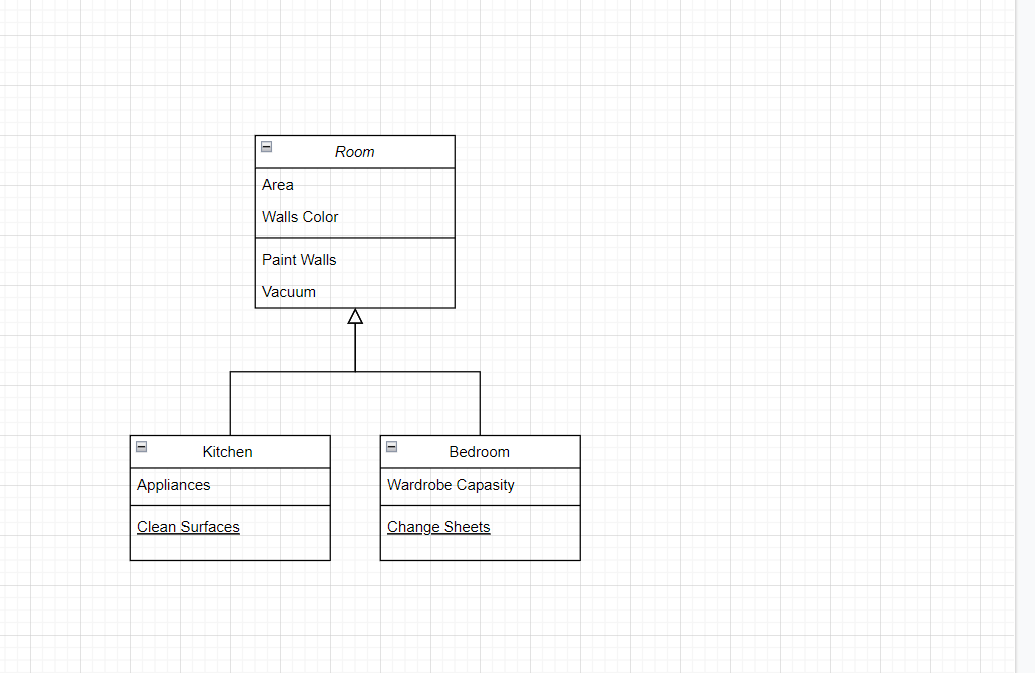 Room
Area
Walls Color
Paint Walls
Vacuum
Kitchen
Appliances
Clean Surfaces
Bedroom
Wardrobe Capasity
Change Sheets